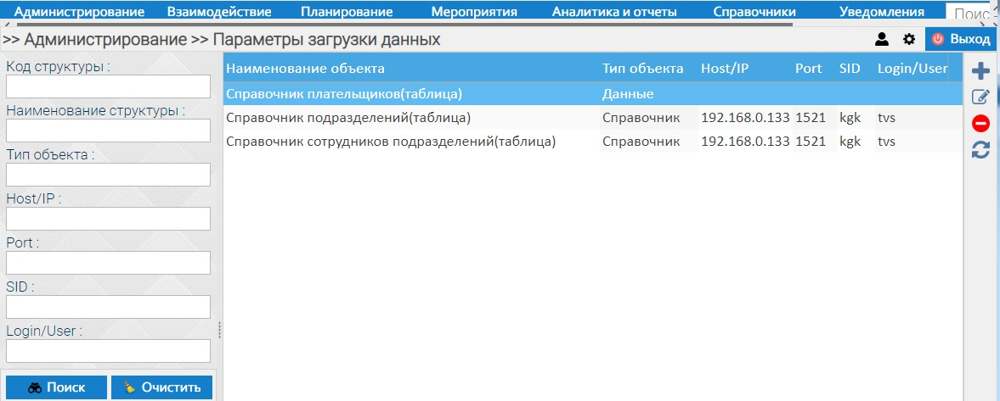 Администрирование Взаимодействие Планирование Мероприятия Аналитика и отчеты Справочники Уведомления Поис
>> Администрирование >> Параметры загрузки данных Выход
Код структуры :
Наименование структуры :
Тип объекта :
Host/IP :
Port :
SID :
Login/User :
Поиск Очистить
Наименование объекта Тип объекта Host/IP Port SID Login/User
Справочник плательщиков(таблица) Данные
Справочник подразделений(таблица) Справочник 192.168.0.133 1521 kgk tvs
Справочник сотрудников подразделений(таблица) Справочник 192.168.0.133 1521 kgk tvs